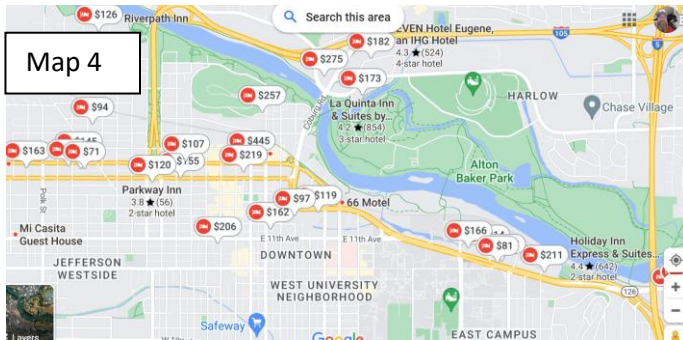 $126
Riverpath Inn
Search this area
EVEN Hotel Eugene,
an IHG Hotel
4.3 ★ (524)
4-star hotel
$182
105
5
Map 4
$275
$173
$257
$94
HARLOW
Chase Village
Coburg Rd
La Quinta Inn
& Suites by...
4.2 ★ (854)
3-star hotel
$163
$71
$107
$120
$445
$219
Alton
Baker Park
Parkway Inn
3.8 ★ (56)
2-star hotel
Polk St
$97
$119
66 Motel
$162
$206
Mi Casita
Guest House
E 11th Ave
E 11th Ave
$166
$81
$211
Holiday Inn
Express & Suites...
4.4 ★ (642)
2-star hotel
JEFFERSON
WESTSIDE
DOWNTOWN
WEST UNIVERSITY
NEIGHBORHOOD
126
Layers
Safeway
Google
EAST CAMPUS
+
−